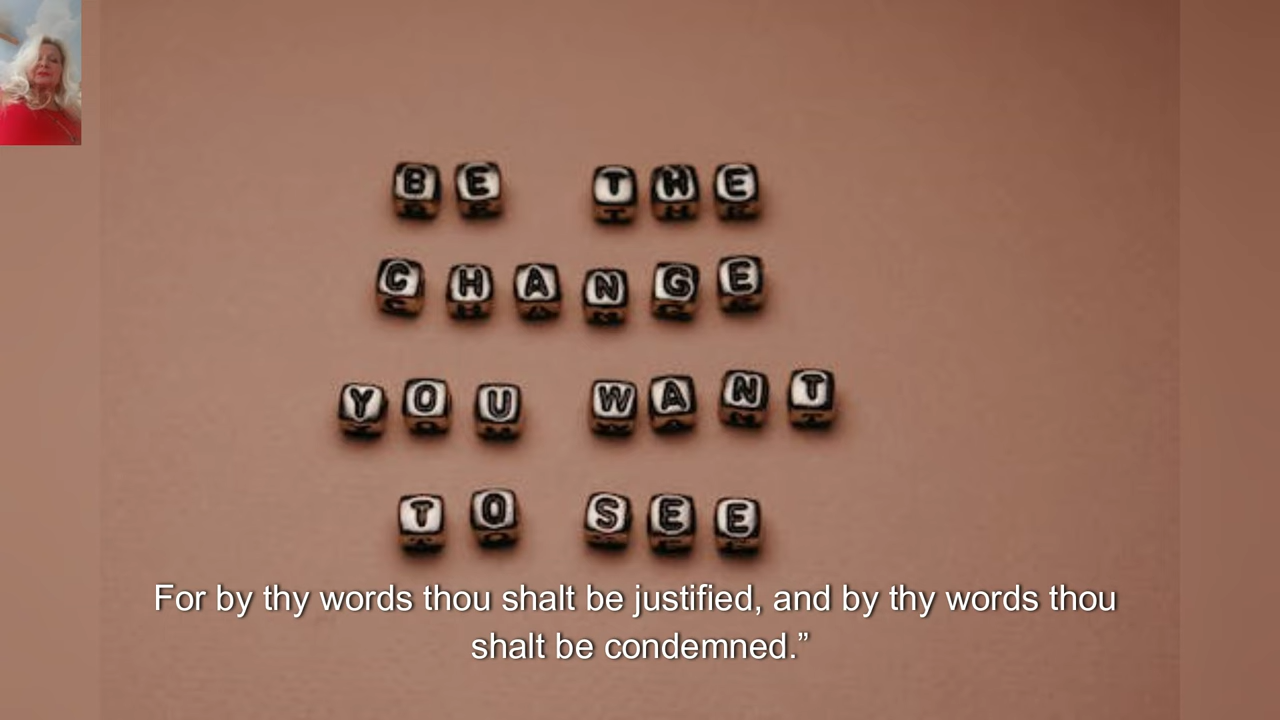 BE THE
CHANGE
YOU WANT
TO SEE
For by thy words thou shalt be justified, and by thy words thou
shalt be condemned.”